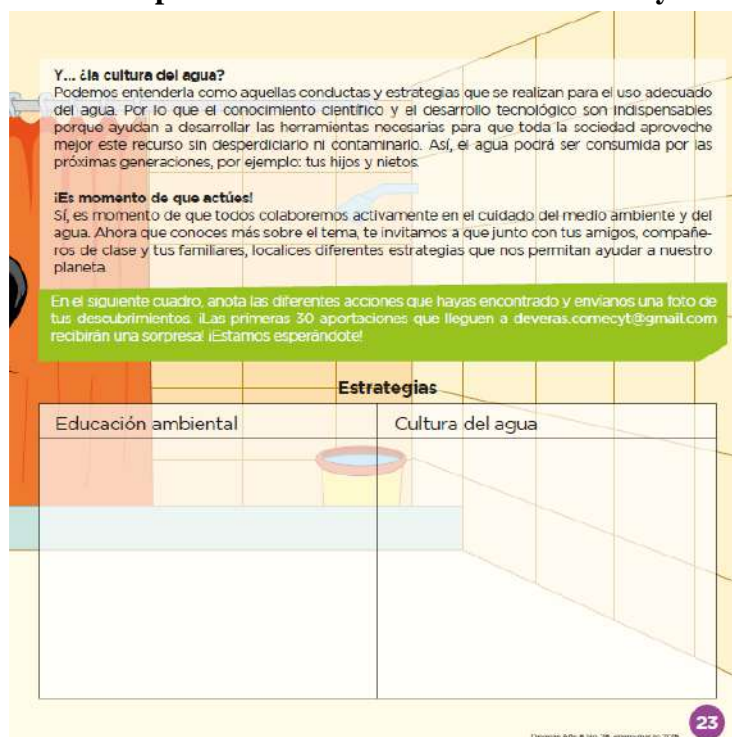 Y... ¿la cultura del agua?
Podemos entenderla como aquellas conductas y estrategias que se realizan para el uso adecuado
del agua. Por lo que el conocimiento científico y el desarrollo tecnológico son indispensables
porque ayudan a desarrollar las herramientas necesarias para que toda la sociedad aproveche
mejor este recurso sin desperdiciarlo ni contaminarlo. Así, el agua podrá ser consumida por las
próximas generaciones, por ejemplo: tus hijos y nietos.
¡Es momento de que actúes!
Sí, es momento de que todos colaboremos activamente en el cuidado del medio ambiente y del
agua. Ahora que conoces más sobre el tema, te invitamos a que junto con tus amigos, compañe-
ros de clase y tus familiares, localices diferentes estrategias que nos permitan ayudar a nuestro
planeta.
En el siguiente cuadro, anota las diferentes acciones que hayas encontrado y envíanos una foto de
tus descubrimientos. ¡Las primeras 30 aportaciones que lleguen a deveras.comecyt@gmail.com
recibirán una sorpresa! ¡Estamos esperándote!
Estrategias
Educación ambiental
Cultura del agua
23